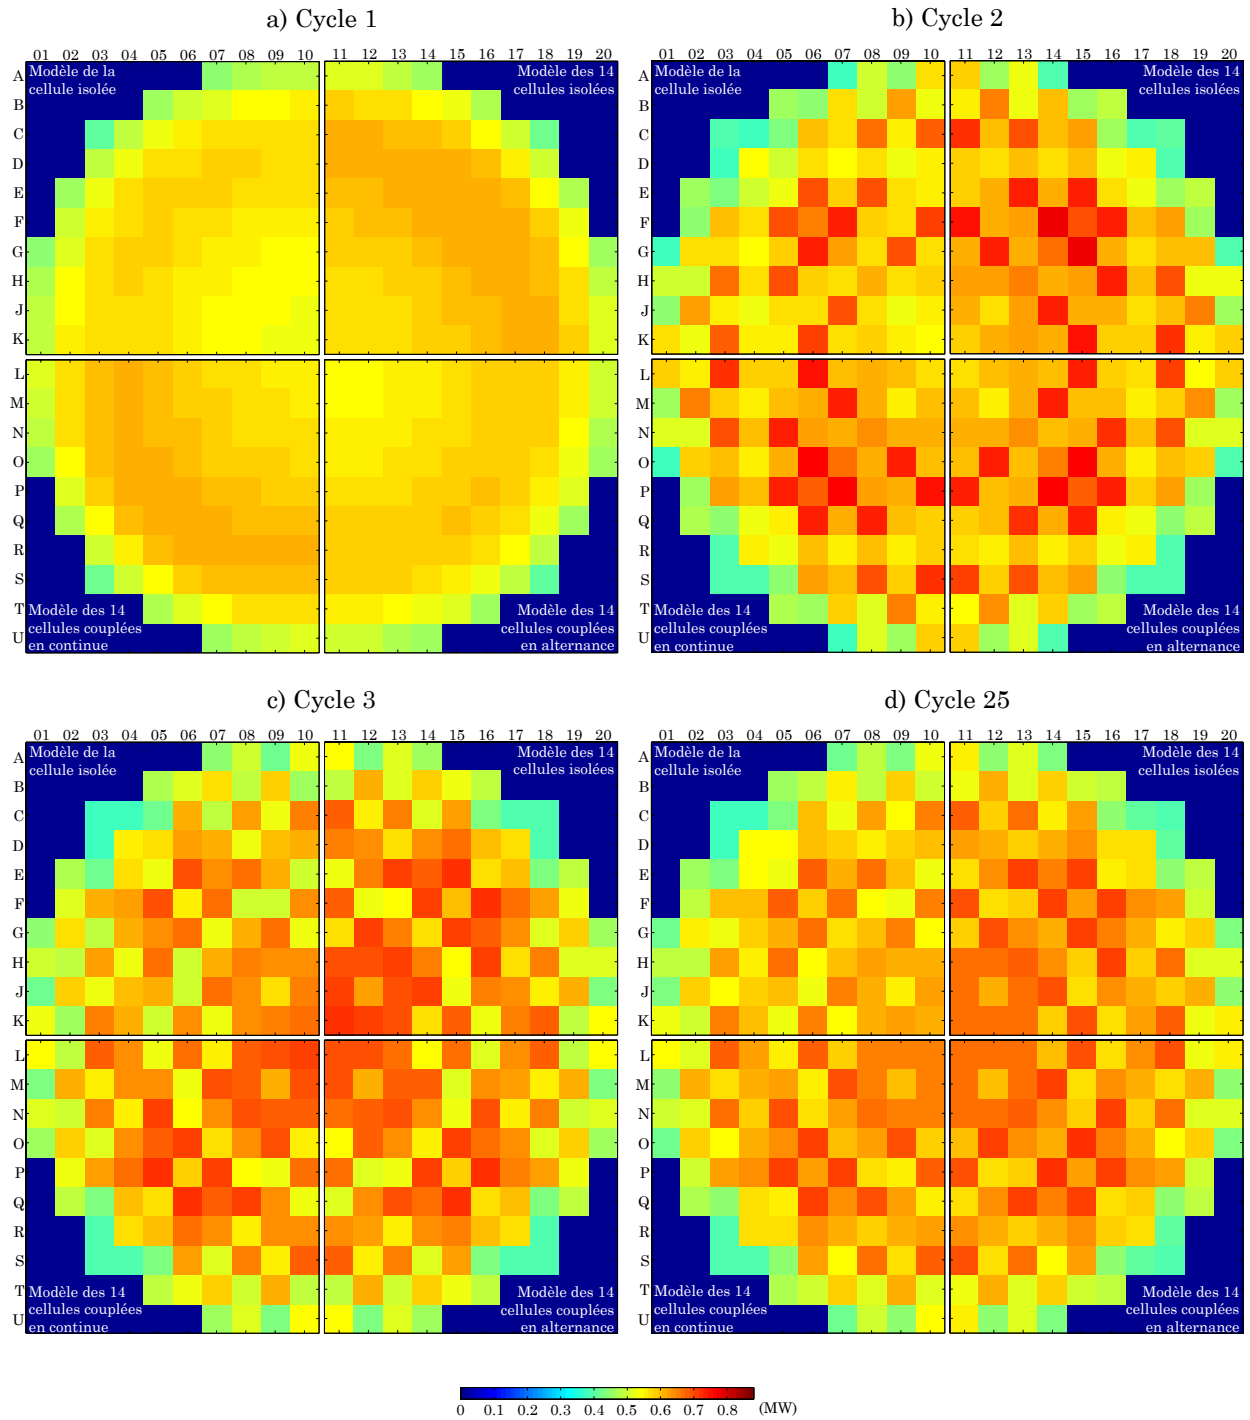 a) Cycle 1
b) Cycle 2
01 02 03 04 05 06 07 08 09 10 11 12 13 14 15 16 17 18 19 20
01 02 03 04 05 06 07 08 09 10 11 12 13 14 15 16 17 18 19 20
A
B
C
D
E
F
G
H
J
K
L
M
N
O
P
Q
R
S
T
U
Modèle de la
cellule isolée
Modèle des 14
cellules isolées
Modèle des 14
cellules couplées
en continue
Modèle des 14
cellules couplées
en alternance
A
B
C
D
E
F
G
H
J
K
L
M
N
O
P
Q
R
S
T
U
Modèle de la
cellule isolée
Modèle des 14
cellules isolées
Modèle des 14
cellules couplées
en continue
Modèle des 14
cellules couplées
en alternance
c) Cycle 3
d) Cycle 25
01 02 03 04 05 06 07 08 09 10 11 12 13 14 15 16 17 18 19 20
01 02 03 04 05 06 07 08 09 10 11 12 13 14 15 16 17 18 19 20
A
B
C
D
E
F
G
H
J
K
L
M
N
O
P
Q
R
S
T
U
Modèle de la
cellule isolée
Modèle des 14
cellules isolées
Modèle des 14
cellules couplées
en continue
Modèle des 14
cellules couplées
en alternance
A
B
C
D
E
F
G
H
J
K
L
M
N
O
P
Q
R
S
T
U
Modèle de la
cellule isolée
Modèle des 14
cellules isolées
Modèle des 14
cellules couplées
en continue
Modèle des 14
cellules couplées
en alternance
0 0.1 0.2 0.3 0.4 0.5 0.6 0.7 0.8 (MW)